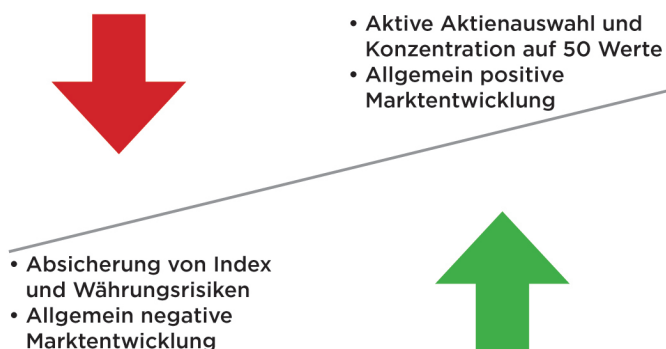 • Aktive Aktienauswahl und
Konzentration auf 50 Werte
• Allgemein positive
Marktentwicklung
• Absicherung von Index
und Währungsrisiken
• Allgemein negative
Marktentwicklung